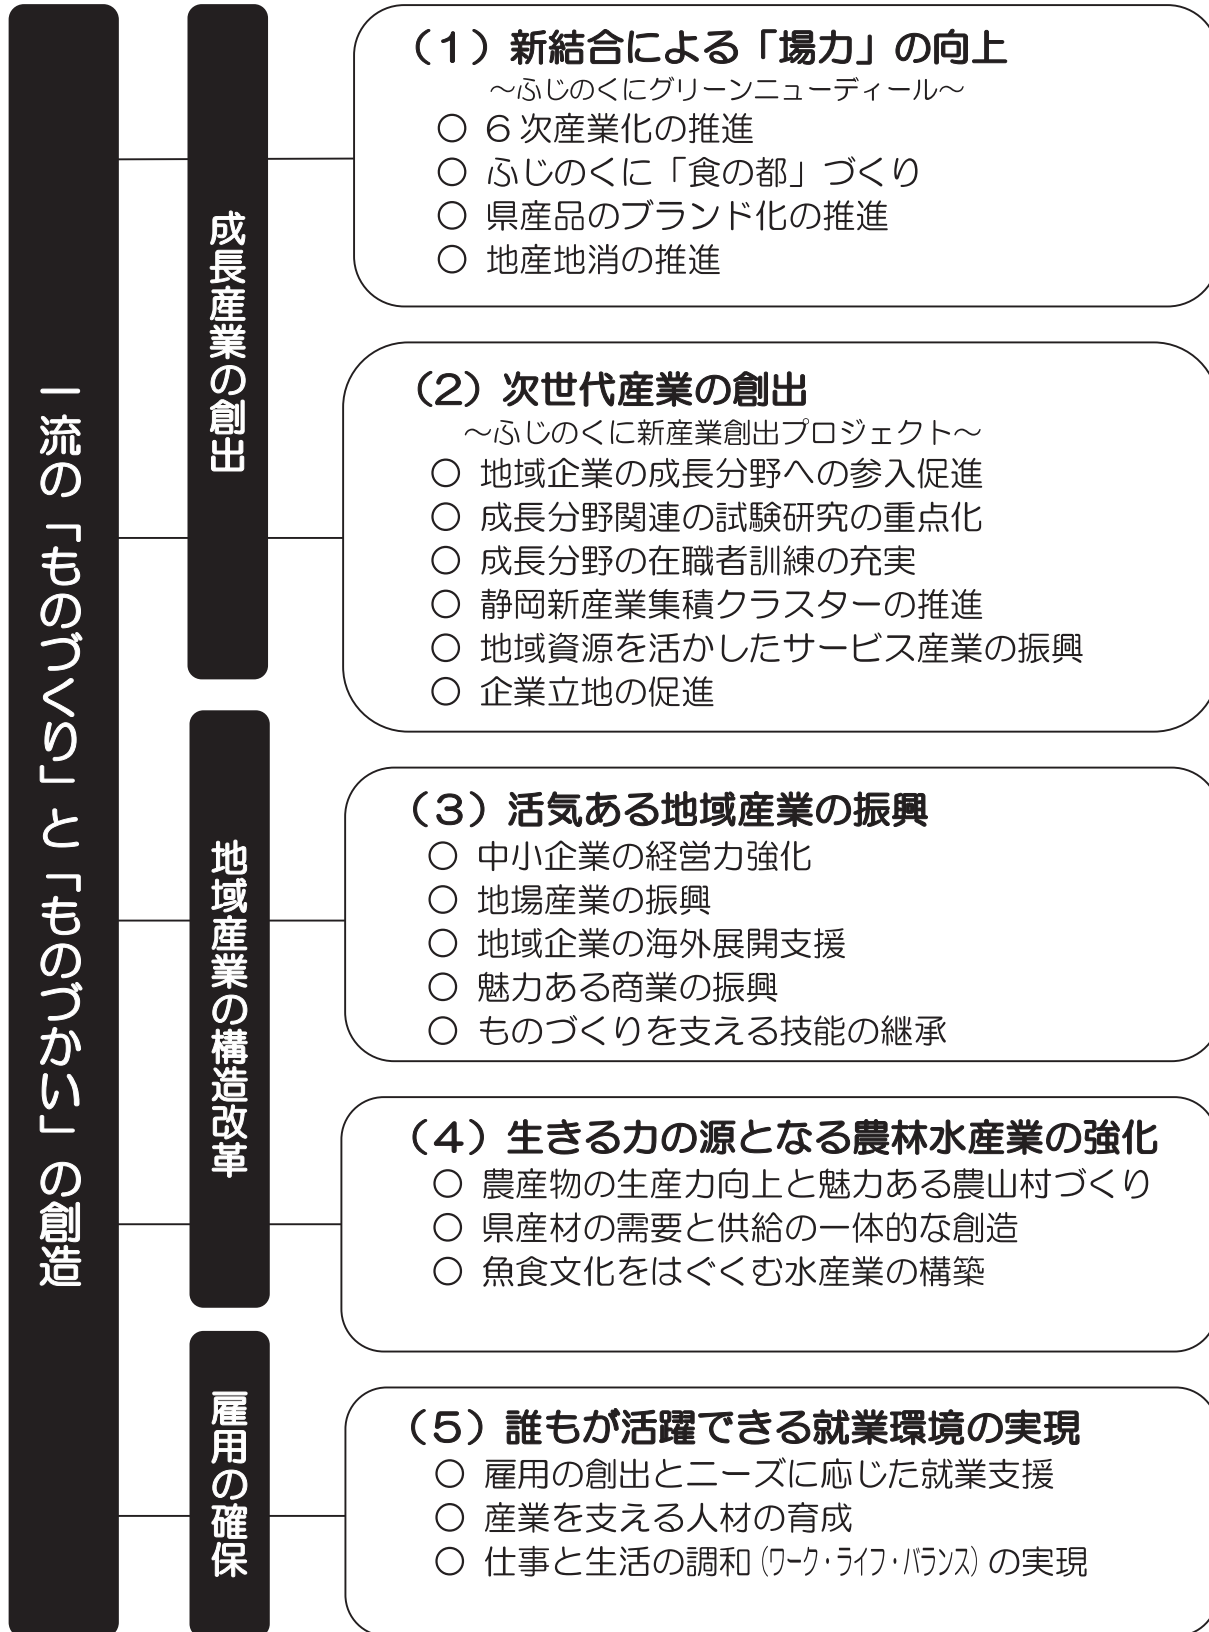 一流の「ものづくり」と「ものづかい」の創造
成長産業の創出
（1）新結合による「場力」の向上
～ふじのくにグリーンニューディール～
○ 6次産業化の推進
○ ふじのくに「食の都」づくり
○ 県産品のブランド化の推進
○ 地産地消の推進
（2）次世代産業の創出
～ふじのくに新産業創出プロジェクト～
○ 地域企業の成長分野への参入促進
○ 成長分野関連の試験研究の重点化
○ 成長分野の在職者訓練の充実
○ 静岡新産業集積クラスターの推進
○ 地域資源を活かしたサービス産業の振興
○ 企業立地の促進
地域産業の構造改革
（3）活気ある地域産業の振興
○ 中小企業の経営力強化
○ 地場産業の振興
○ 地域企業の海外展開支援
○ 魅力ある商業の振興
○ ものづくりを支える技能の継承
（4）生きる力の源となる農林水産業の強化
○ 農産物の生産力向上と魅力ある農山村づくり
○ 県産材の需要と供給の一体的な創造
○ 魚食文化をはぐくむ水産業の構築
雇用の確保
（5）誰もが活躍できる就業環境の実現
○ 雇用の創出とニーズに応じた就業支援
○ 産業を支える人材の育成
○ 仕事と生活の調和（ワーク・ライフ・バランス）の実現